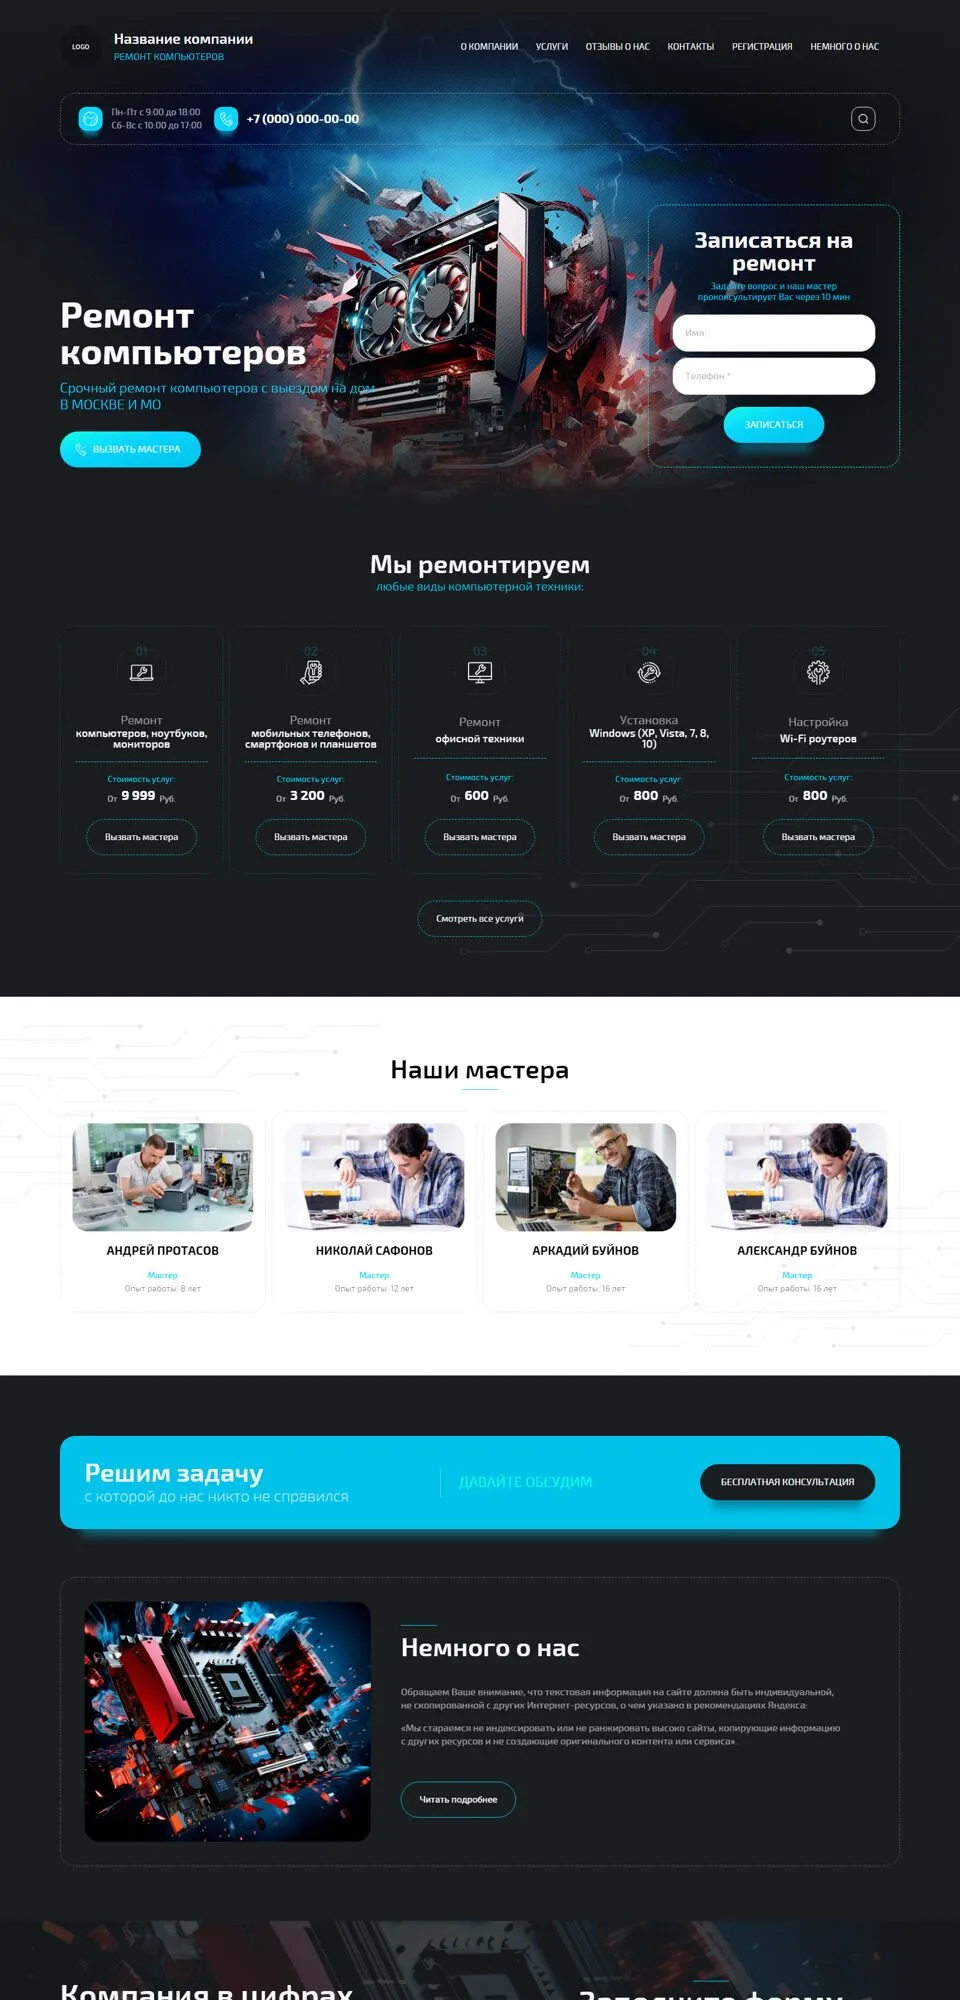 LOGO
Название компании
РЕМОНТ КОМПЬЮТЕРОВ
О КОМПАНИИ УСЛУГИ ОТЗЫВЫ О НАС КОНТАКТЫ РЕГИСТРАЦИЯ НЕМНОГО О НАС
Пн-Пт с 9:00 до 18:00
Сб-Вс с 10:00 до 17:00
+7 (000) 000-00-00
Ремонт
компьютеров
Срочный ремонт компьютеров с выездом на дом
В МОСКВЕ И МО
ВЫЗВАТЬ МАСТЕРА
Записаться на
ремонт
Задайте вопрос и наш мастер
проконсультирует Вас через 10 мин
Имя
Телефон *
ЗАПИСАТЬСЯ
Мы ремонтируем
любые виды компьютерной техники:
01
Ремонт
компьютеров, ноутбуков,
мониторов
Стоимость услуг:
От 9 999 Руб.
Вызвать мастера
02
Ремонт
мобильных телефонов,
смартфонов и планшетов
Стоимость услуг:
От 3 200 Руб.
Вызвать мастера
03
Ремонт
офисной техники
Стоимость услуг:
От 600 Руб.
Вызвать мастера
04
Установка
Windows (XP, Vista, 7, 8,
10)
Стоимость услуг:
От 800 Руб.
Вызвать мастера
05
Настройка
Wi-Fi роутеров
Стоимость услуг:
От 800 Руб.
Вызвать мастера
Смотреть все услуги
Наши мастера
АНДРЕЙ ПРОТАСОВ
Мастер
Опыт работы: 8 лет
НИКОЛАЙ САФОНОВ
Мастер
Опыт работы: 12 лет
АРКАДИЙ БУЙНОВ
Мастер
Опыт работы: 16 лет
АЛЕКСАНДР БУЙНОВ
Мастер
Опыт работы: 16 лет
Решим задачу
с которой до нас никто не справился
ДАВАЙТЕ ОБСУДИМ
БЕСПЛАТНАЯ КОНСУЛЬТАЦИЯ
Немного о нас
Обращаем Ваше внимание, что текстовая информация на сайте должна быть индивидуальной,
не скопированной с других Интернет-ресурсов, о чем указано в рекомендациях Яндекса:
«Мы стараемся не индексировать или не ранжировать высоко сайты, копирующие информацию
с других ресурсов и не создающие оригинального контента или сервиса».
Читать подробнее
Компания в цифрах
Заполните форму